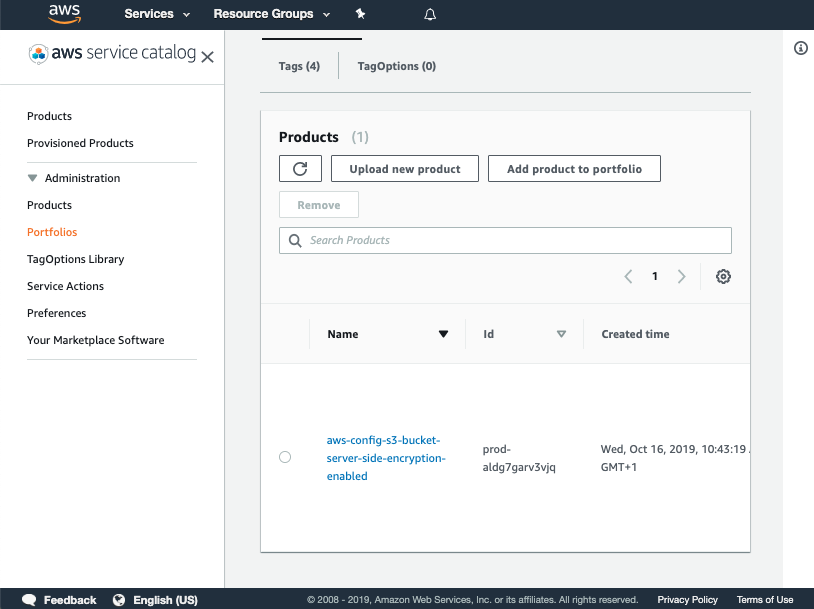 aws
Services
Resource Groups
aws service catalog
Products
Provisioned Products
Administration
Products
Portfolios
TagOptions Library
Service Actions
Preferences
Your Marketplace Software
Tags (4)
TagOptions (0)
Products (1)
Upload new product
Add product to portfolio
Remove
Search Products
1
Name
Id
Created time
aws-config-s3-bucket-
server-side-encryption-
enabled
prod-
aldg7garv3vjq
Wed, Oct 16, 2019, 10:43:19
GMT+1
Feedback
English (US)
© 2008 - 2019, Amazon Web Services, Inc. or its affiliates. All rights reserved.
Privacy Policy
Terms of Use